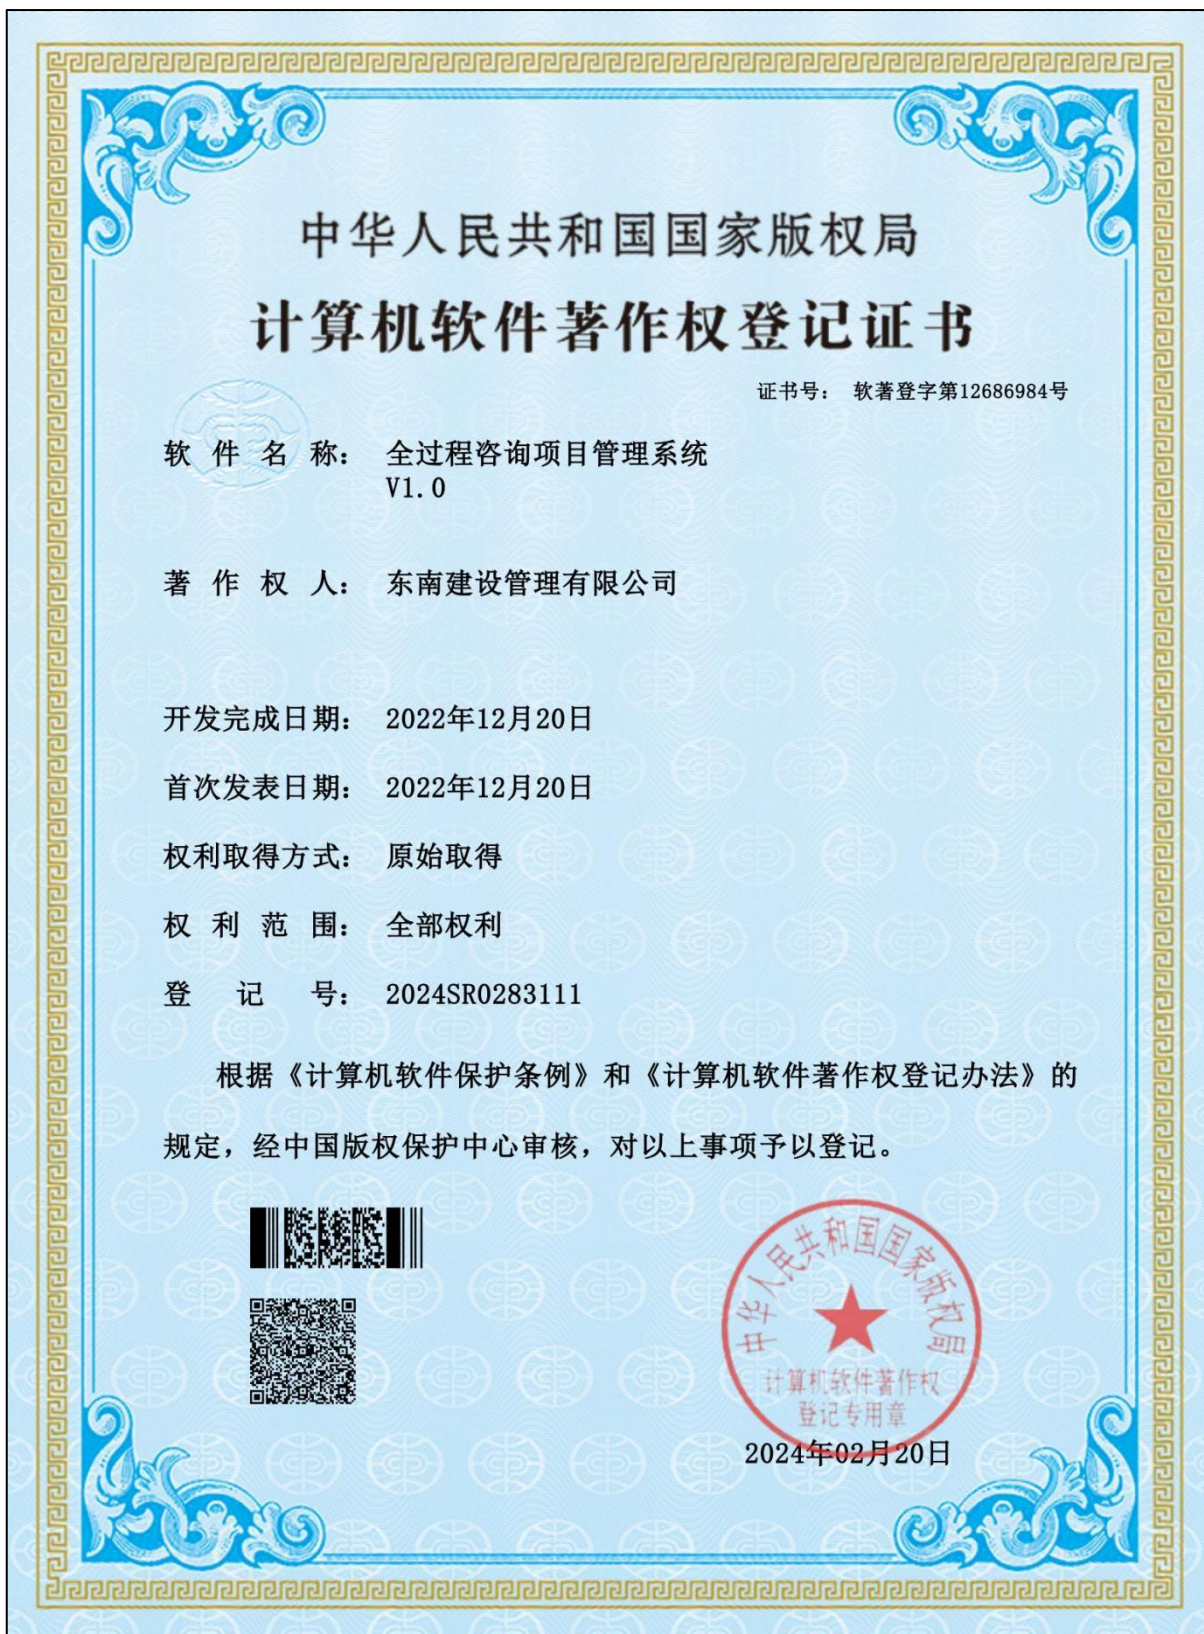 中华人民共和国国家版权局
计算机软件著作权登记证书
证书号： 软著登字第12686984号
软件名称： 全过程咨询项目管理系统
V1.0
著作权人： 东南建设管理有限公司
开发完成日期： 2022年12月20日
首次发表日期： 2022年12月20日
权利取得方式： 原始取得
权利范围： 全部权利
登记号： 2024SR0283111
根据《计算机软件保护条例》和《计算机软件著作权登记办法》的
规定，经中国版权保护中心审核，对以上事项予以登记。
中华人民共和国国家版权局
计算机软件著作权
登记专用章
2024年02月20日